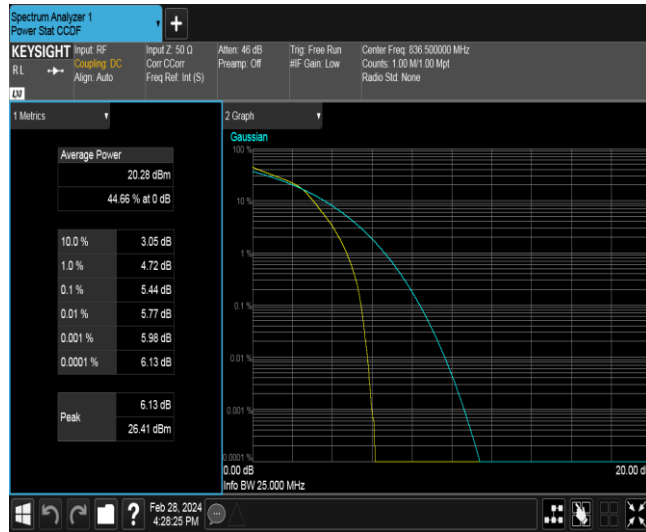 Spectrum Analyzer 1
Power Stat CCDF
KEYSIGHT
RL
LXI
Input: RF
Coupling: DC
Align: Auto
Input Z: 50 Ω
Corr CCorr
Freq Ref: Int (S)
Atten: 46 dB
Preamp: Off
Trig: Free Run
#IF Gain: Low
Center Freq: 836.500000 MHz
Counts: 1.00 M/1.00 Mpt
Radio Std: None
1 Metrics
Average Power
20.28 dBm
44.66 % at 0 dB
10.0 % 3.05 dB
1.0 % 4.72 dB
0.1 % 5.44 dB
0.01 % 5.77 dB
0.001 % 5.98 dB
0.0001 % 6.13 dB
Peak
6.13 dB
26.41 dBm
2 Graph
Gaussian
100 %
10 %
1 %
0.1 %
0.01 %
0.001 %
0.0001 %
0.00 dB
20.00 d
Info BW 25.000 MHz
?
Feb 28, 2024
4:28:25 PM